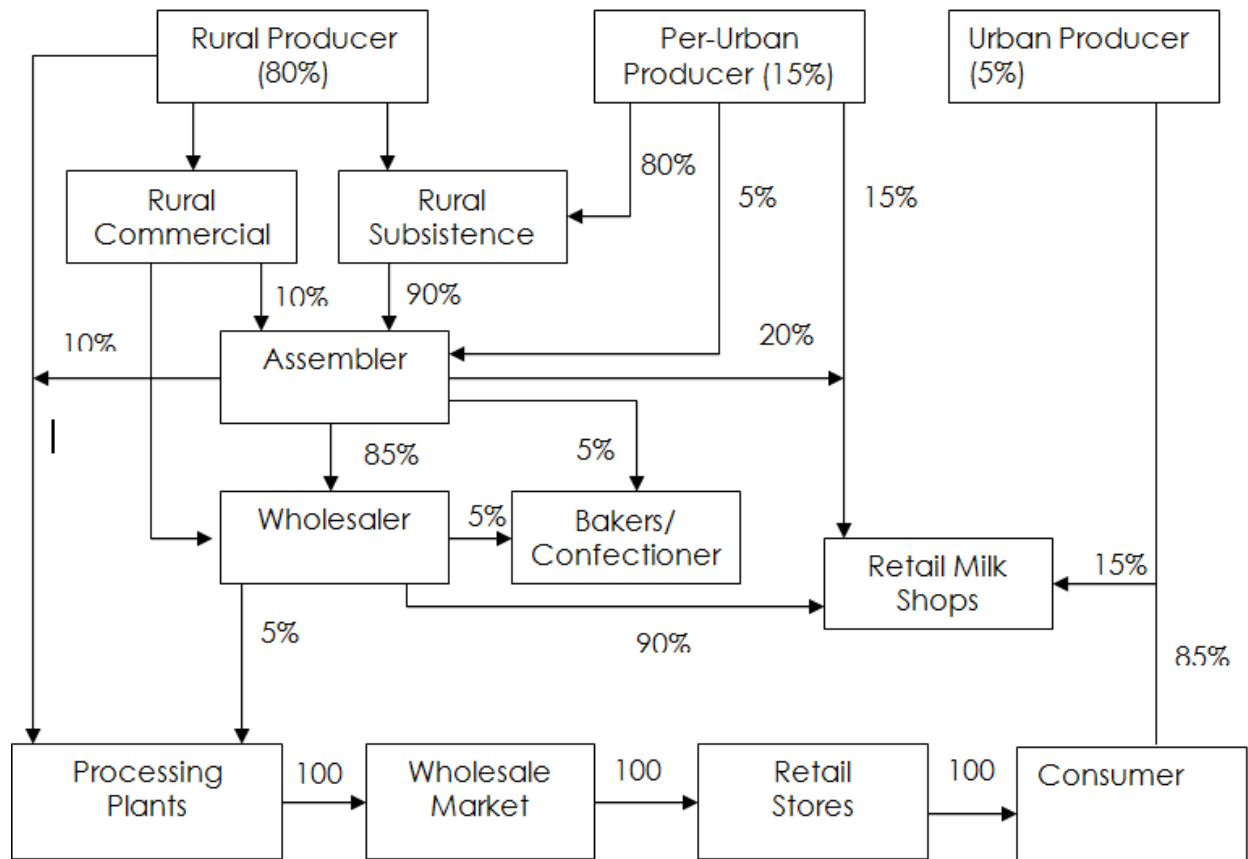 Rural Producer
(80%)
Per-Urban
Producer (15%)
Urban Producer
(5%)
80%
5%
15%
Rural
Commercial
Rural
Subsistence
10%
90%
10%
20%
Assembler
85%
5%
Wholesaler
5%
Bakers/
Confectioner
Retail Milk
Shops
15%
5%
90%
85%
Processing
Plants
100
Wholesale
Market
100
Retail
Stores
100
Consumer